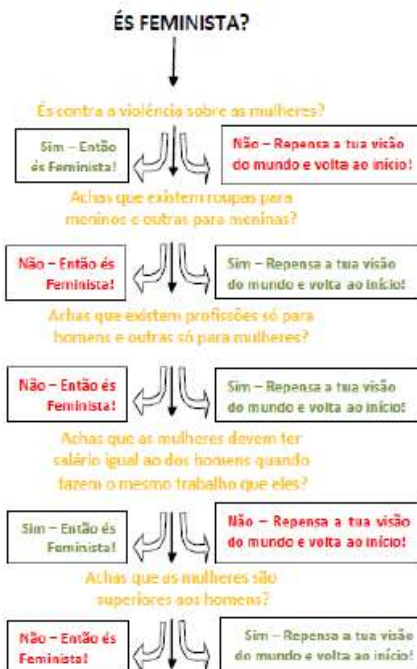 ÉS FEMINISTA?
És contra a violência sobre as mulheres?
Sim – Então
és Feminista!
Não – Repensa a tua visão
do mundo e volta ao início!
Achas que existem roupas para
meninos e outras para meninas?
Não – Então és
Feminista!
Sim – Repensa a tua visão
do mundo e volta ao início!
Achas que existem profissões só para
homens e outras só para mulheres?
Não – Então és
Feminista!
Sim – Repensa a tua visão
do mundo e volta ao início!
Achas que as mulheres devem ter
salário igual ao dos homens quando
fazem o mesmo trabalho que eles?
Sim – Então és
Feminista!
Não – Repensa a tua visão
do mundo e volta ao início!
Achas que as mulheres são
superiores aos homens?
Não – Então és
Feminista!
Sim – Repensa a tua visão
do mundo e volta ao início!